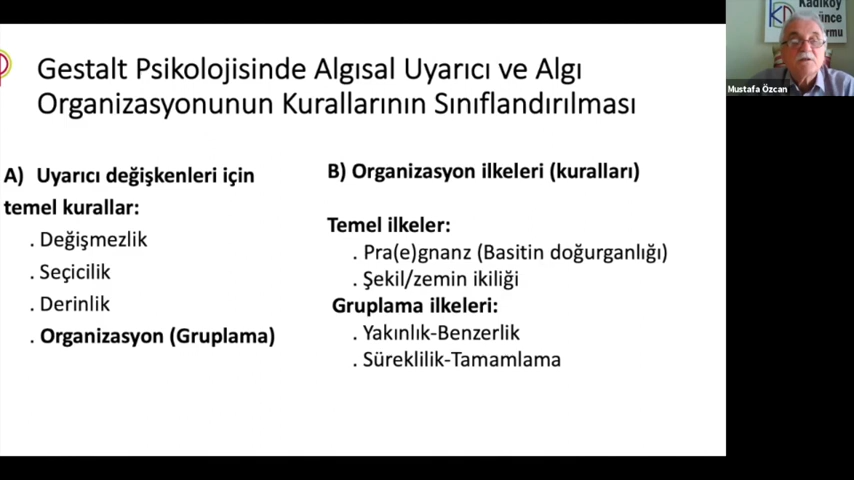 Gestalt Psikolojisinde Algısal Uyarıcı ve Algı
Organizasyonunun Kurallarının Sınıflandırılması
A) Uyarıcı değişkenleri için
temel kurallar:
. Değişmezlik
. Seçicilik
. Derinlik
. Organizasyon (Gruplama)
B) Organizasyon ilkeleri (kuralları)
Temel ilkeler:
. Pra(e)gnanz (Basitin doğurganlığı)
. Şekil/zemin ikiliği
Gruplama ilkeleri:
. Yakınlık-Benzerlik
. Süreklilik-Tamamlama
Kadıköy
Mustafa Özcan